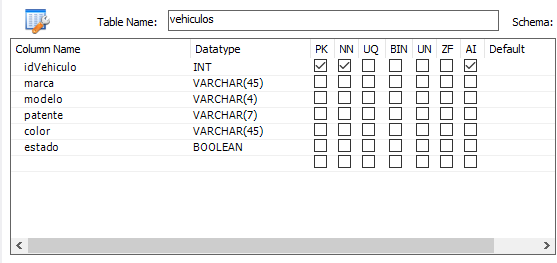 Table Name: vehiculos Schema:
Column Name Datatype PK NN UQ BIN UN ZF AI Default
idVehiculo INT
marca VARCHAR(45)
modelo VARCHAR(4)
patente VARCHAR(7)
color VARCHAR(45)
estado BOOLEAN